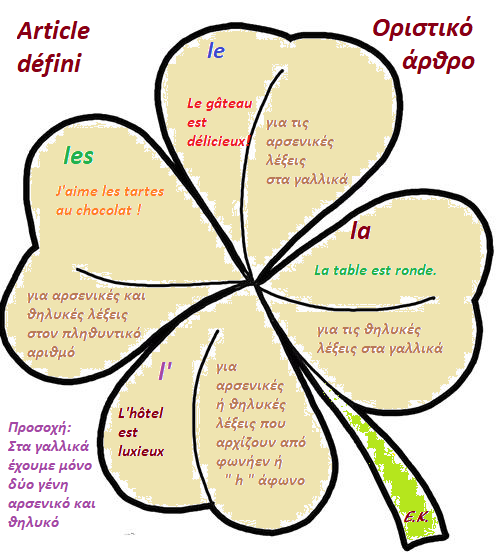 Article
défini
Οριστικό
άρθρο
le
Le gâteau
est
délicieux!
για τις
αρσενικές
λέξεις
στα γαλλικά
les
J'aime les tartes
au chocolat !
για αρσενικές και
θηλυκές λέξεις
στον πληθυντικό
αριθμό
la
La table est ronde.
για τις θηλυκές
λέξεις στα γαλλικά
l'
L'hôtel
est
luxieux
για
αρσενικές
ή θηλυκές
λέξεις που
αρχίζουν από
φωνήεν ή
" h " άφωνο
Προσοχή:
Στα γαλλικά
έχουμε μόνο
δύο γένη
αρσενικό και
θηλυκό
Ε.Κ.